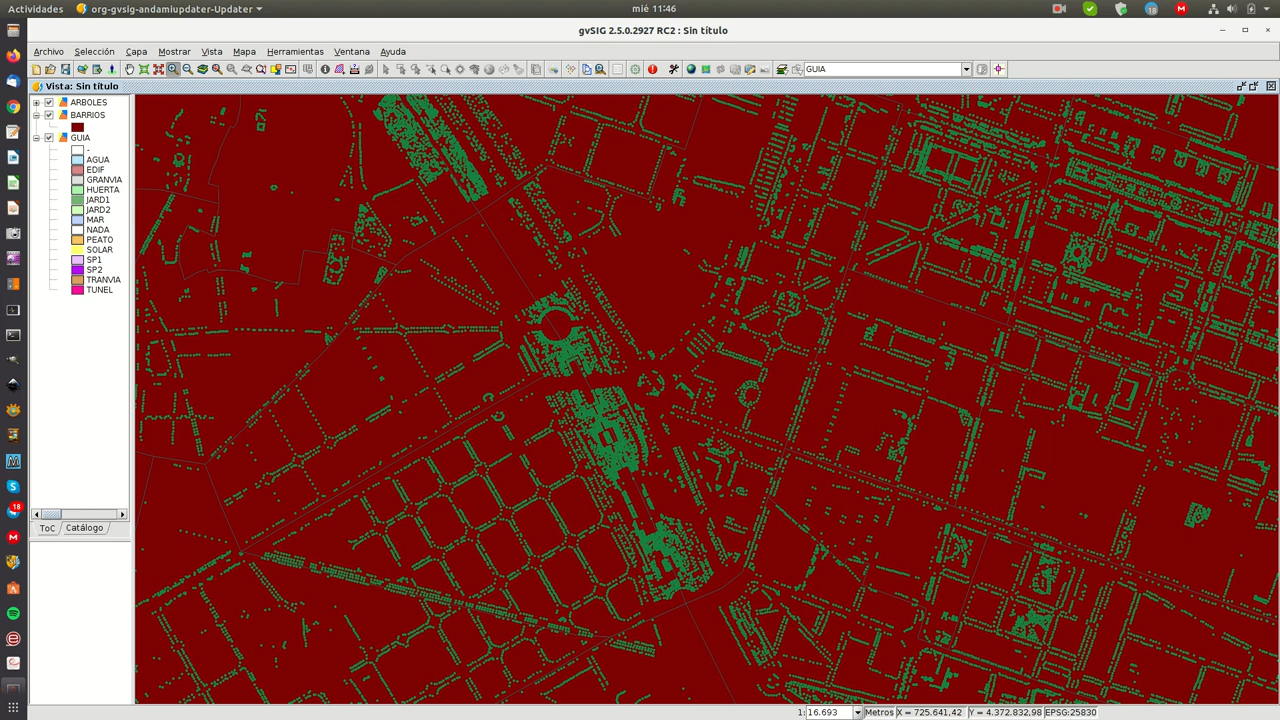 Actividades org-gvsig-andamiupdater-Updater mié 11:46
gvSIG 2.5.0.2927 RC2 : Sin título
Archivo Selección Capa Mostrar Vista Mapa Herramientas Ventana Ayuda
GUIA
Vista: Sin título
ARBOLES
BARRIOS
GUIA
-
AGUA
EDIF
GRANVIA
HUERTA
JARD1
JARD2
MAR
NADA
PEATO
SOLAR
SP1
SP2
TRANVIA
TUNEL
ToC Catálogo
18
1: 16.693 Metros X = 725.641,42 Y = 4.372.832,98 EPSG:25830